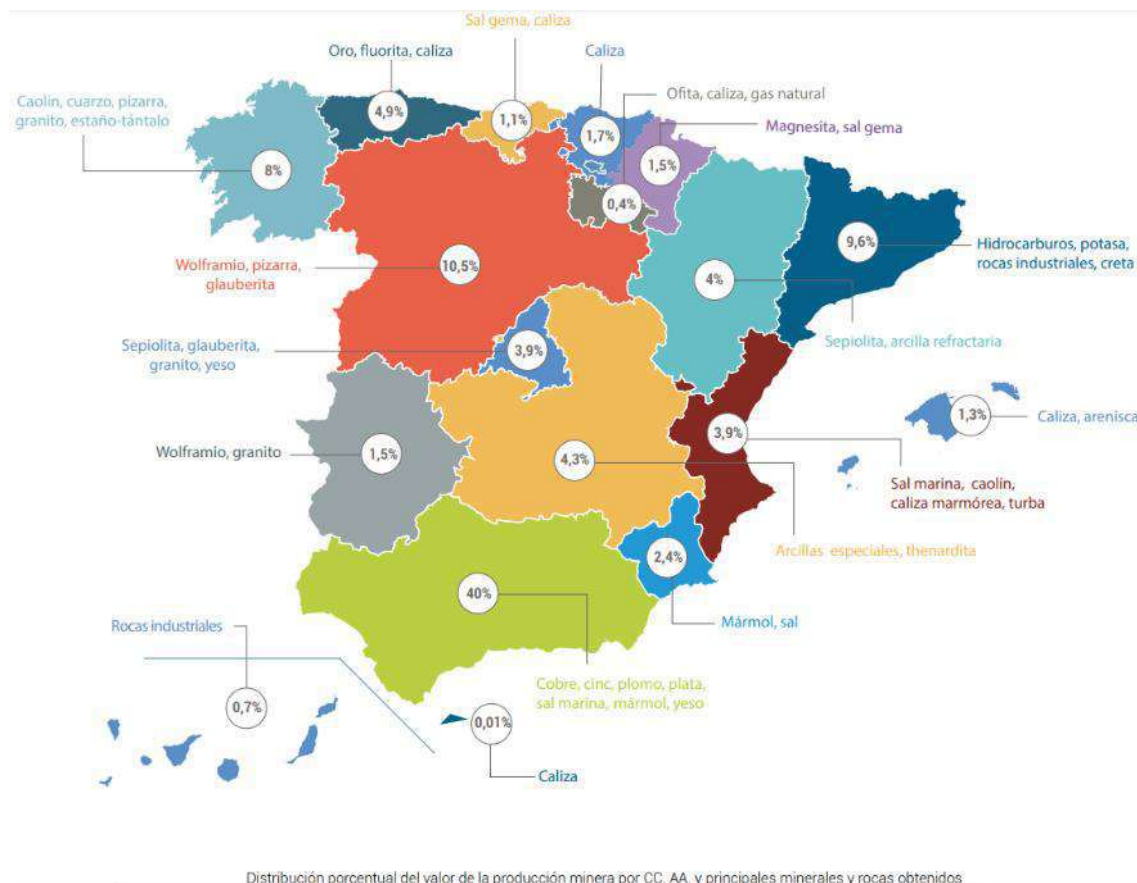 Sal gema, caliza
Oro, fluorita, caliza
Caliza
Caolín, cuarzo, pizarra,
granito, estaño-tántalo
Ofita, caliza, gas natural
Magnesita, sal gema
4,9%
1,1%
1,7%
1,5%
8%
0,4%
9,6%
Hidrocarburos, potasa,
rocas industriales, creta
Wolframio, pizarra,
glauberita
10,5%
4%
Sepiolita, glauberita,
granito, yeso
3,9%
Sepiolita, arcilla refractaria
1,3%
Caliza, arenisca
3,9%
Wolframio, granito
1,5%
4,3%
Sal marina, caolín,
caliza marmórea, turba
Arcillas especiales, thenardita
2,4%
40%
Mármol, sal
Rocas industriales
Cobre, cinc, plomo, plata,
sal marina, mármol, yeso
0,7%
0,01%
Caliza
Distribución porcentual del valor de la producción minera por CC. AA. y principales minerales y rocas obtenidos